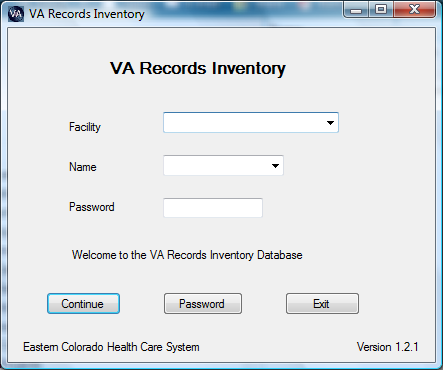 VA VA Records Inventory
VA Records Inventory
Facility
Name
Password
Welcome to the VA Records Inventory Database
Continue Password Exit
Eastern Colorado Health Care System Version 1.2.1